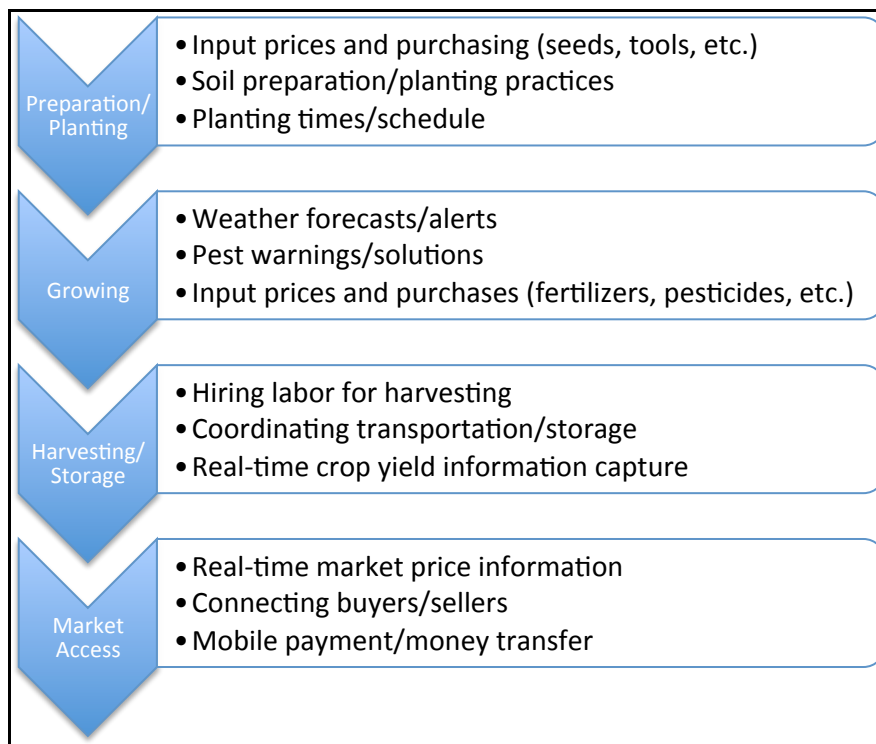 Preparation/
Planting
• Input prices and purchasing (seeds, tools, etc.)
• Soil preparation/planting practices
• Planting times/schedule
Growing
• Weather forecasts/alerts
• Pest warnings/solutions
• Input prices and purchases (fertilizers, pesticides, etc.)
Harvesting/
Storage
• Hiring labor for harvesting
• Coordinating transportation/storage
• Real-time crop yield information capture
Market
Access
• Real-time market price information
• Connecting buyers/sellers
• Mobile payment/money transfer